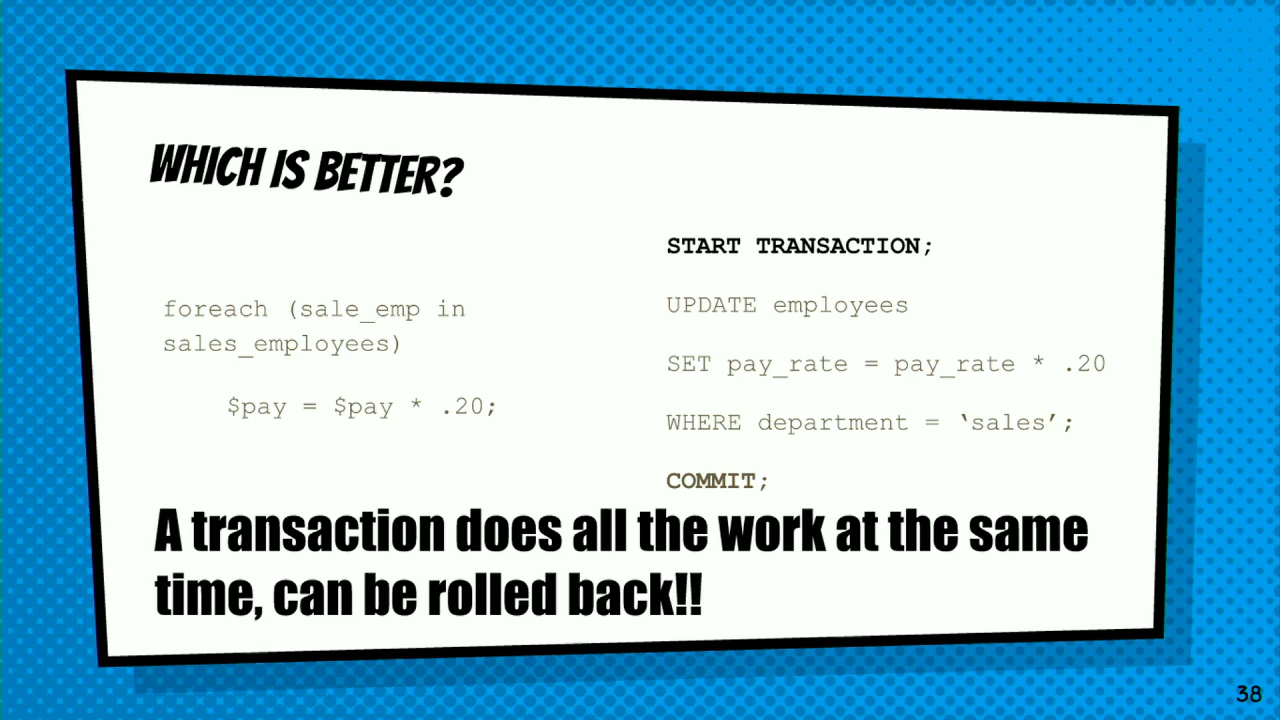 WHICH IS BETTER?
foreach (sale_emp in
sales_employees)
$pay = $pay * .20;
START TRANSACTION;
UPDATE employees
SET pay_rate = pay_rate * .20
WHERE department = ‘sales’;
COMMIT;
A transaction does all the work at the same
time, can be rolled back!!
38